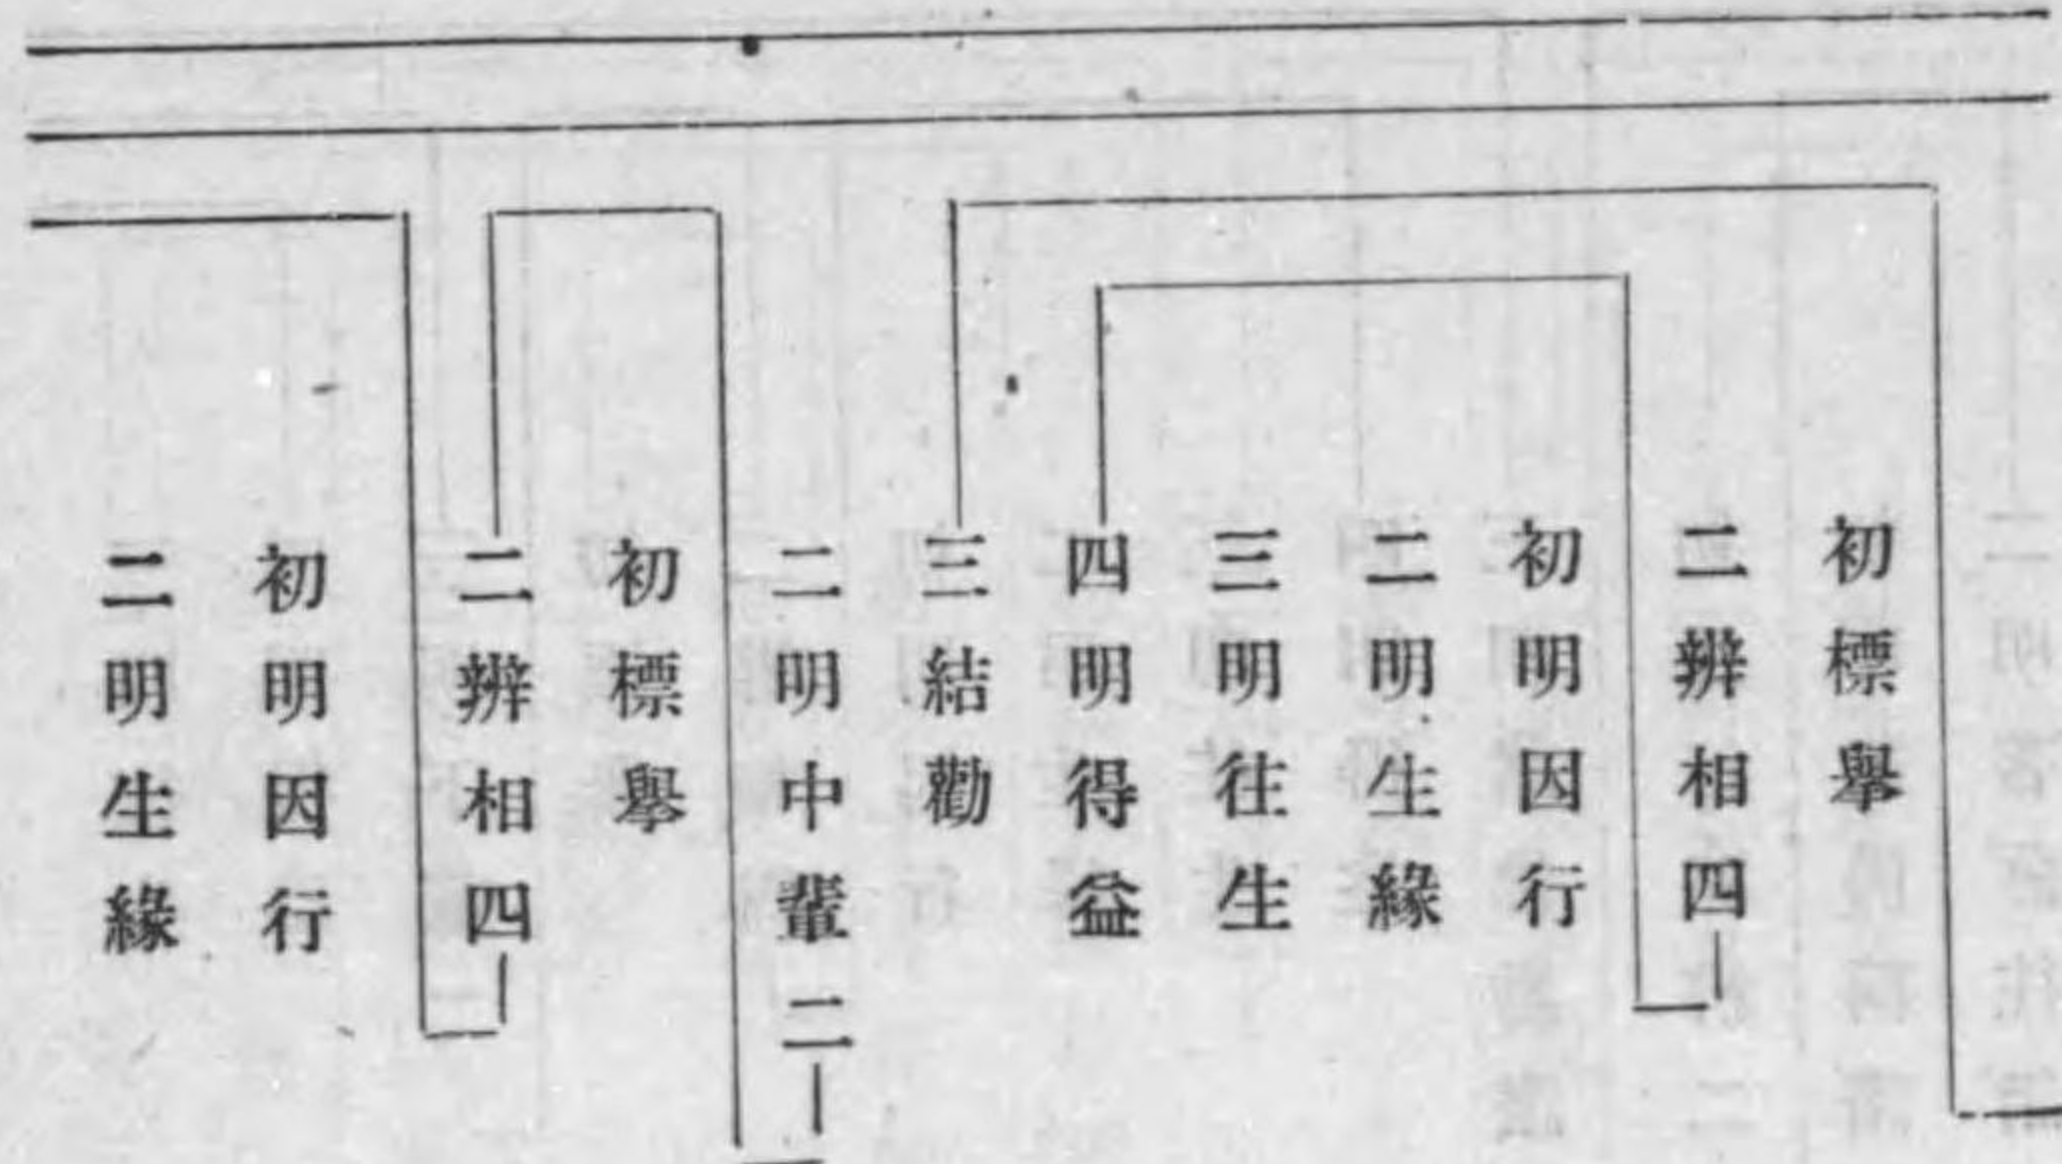 初標擧
二辨相四
初明因行
二明生緣
三明往生
四明得益
三結勸
二明中輩二
初標擧
二辨相四
初明因行
二明生緣